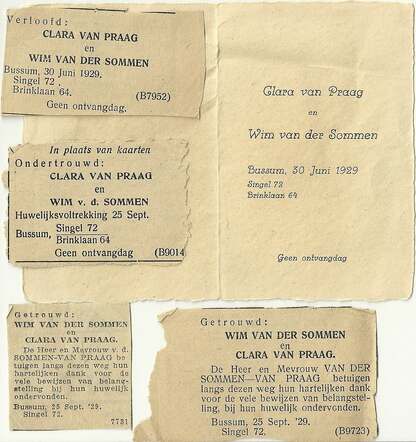 Verloofd:
CLARA VAN PRAAG
en
WIM VAN DER SOMMEN
Bussum, 30 Juni 1929.
Singel 72.
Brinklaan 64. (B7952)
Geen ontvangdag.
In plaats van kaarten
Ondertrouwd:
CLARA VAN PRAAG
en
WIM v. d. SOMMEN
Huwelijksvoltrekking 25 Sept.
Bussum, Singel 72
Brinklaan 64
Geen ontvangdag (B9014
Clara van Praag
en
Wim van der Sommen
Bussum, 30 Juni 1929
Singel 72
Brinklaan 64
Geen ontvangdag
Getrouwd:
WIM VAN DER SOMMEN
en
CLARA VAN PRAAG.
De Heer en Mevrouw v. d.
SOMMEN-VAN PRAAG be
tuigen langs dezen weg hun
hartelijken dank voor de
vele bewijzen van belang-
stelling bij hun huwelijk
ondervonden.
Bussum, 25 Sept. '29.
Singel 72. 7731
Getrouwd:
WIM VAN DER SOMMEN
en
CLARA VAN PRAAG.
De Heer en Mevrouw VAN DER
SOMMEN—VAN PRAAG betuigen
langs dezen weg hun hartelijken dank
voor de vele bewijzen van belangstel-
ling, bij hun huwelijk ondervonden.
Bussum, 25 Sept. '29.
Singel 72. (B9723)